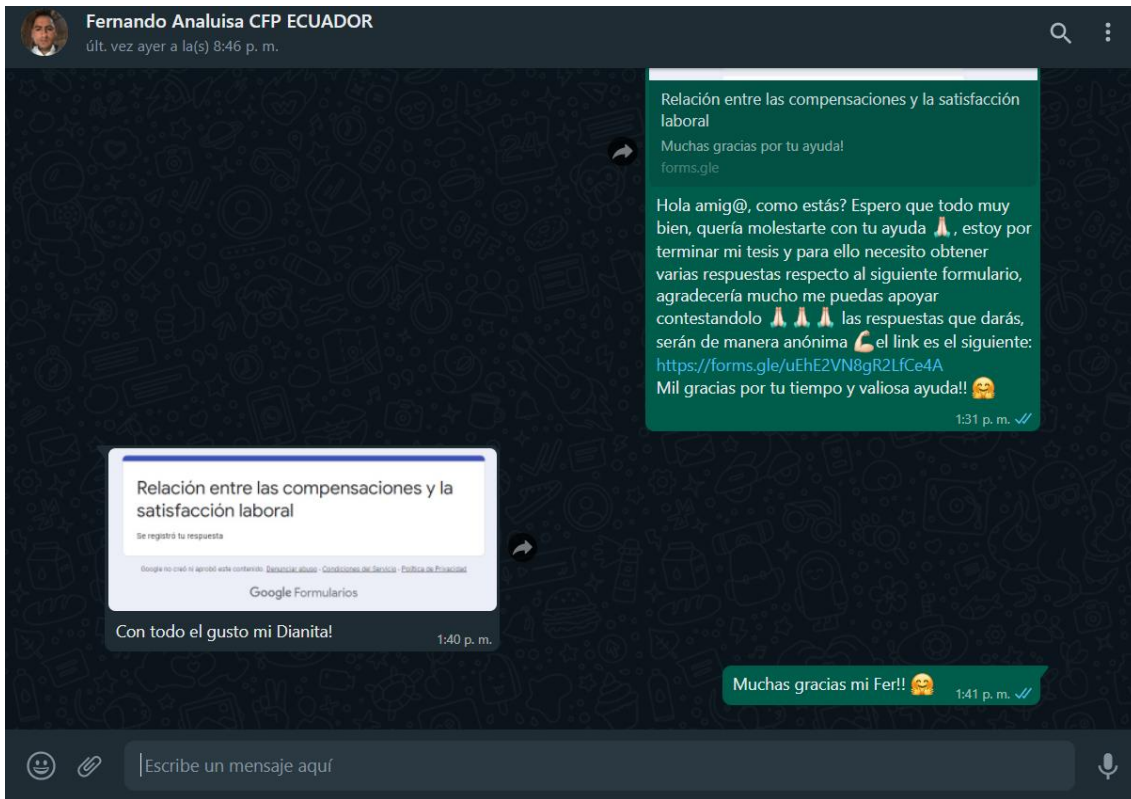 Fernando Analuisa CFP ECUADOR
últ. vez ayer a la(s) 8:46 p. m.
Relación entre las compensaciones y la satisfacción
laboral
Muchas gracias por tu ayuda!
forms.gle
Hola amig@, como estás? Espero que todo muy
bien, quería molestarte con tu ayuda 🙏🏻, estoy por
terminar mi tesis y para ello necesito obtener
varias respuestas respecto al siguiente formulario,
agradecería mucho me puedas apoyar
contestandolo 🙏🏻 🙏🏻 🙏🏻 las respuestas que darás,
serán de manera anónima 💪🏻el link es el siguiente:
https://forms.gle/uEhE2VN8gR2LfCe4A
Mil gracias por tu tiempo y valiosa ayuda!! 🤗
1:31 p. m.
Relación entre las compensaciones y la
satisfacción laboral
Se registró tu respuesta
Google no creó ni aprobó este contenido. Denunciar abuso - Condiciones del Servicio - Política de Privacidad
Google Formularios
Con todo el gusto mi Dianita!
1:40 p. m.
Muchas gracias mi Fer!! 🤗
1:41 p. m.
Escribe un mensaje aquí